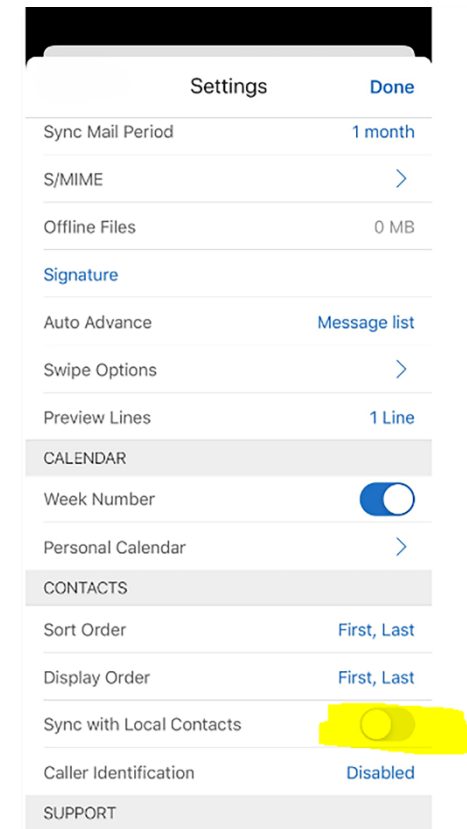 Settings Done
Sync Mail Period 1 month
S/MIME
Offline Files 0 MB
Signature
Auto Advance Message list
Swipe Options
Preview Lines 1 Line
CALENDAR
Week Number
Personal Calendar
CONTACTS
Sort Order First, Last
Display Order First, Last
Sync with Local Contacts
Caller Identification Disabled
SUPPORT